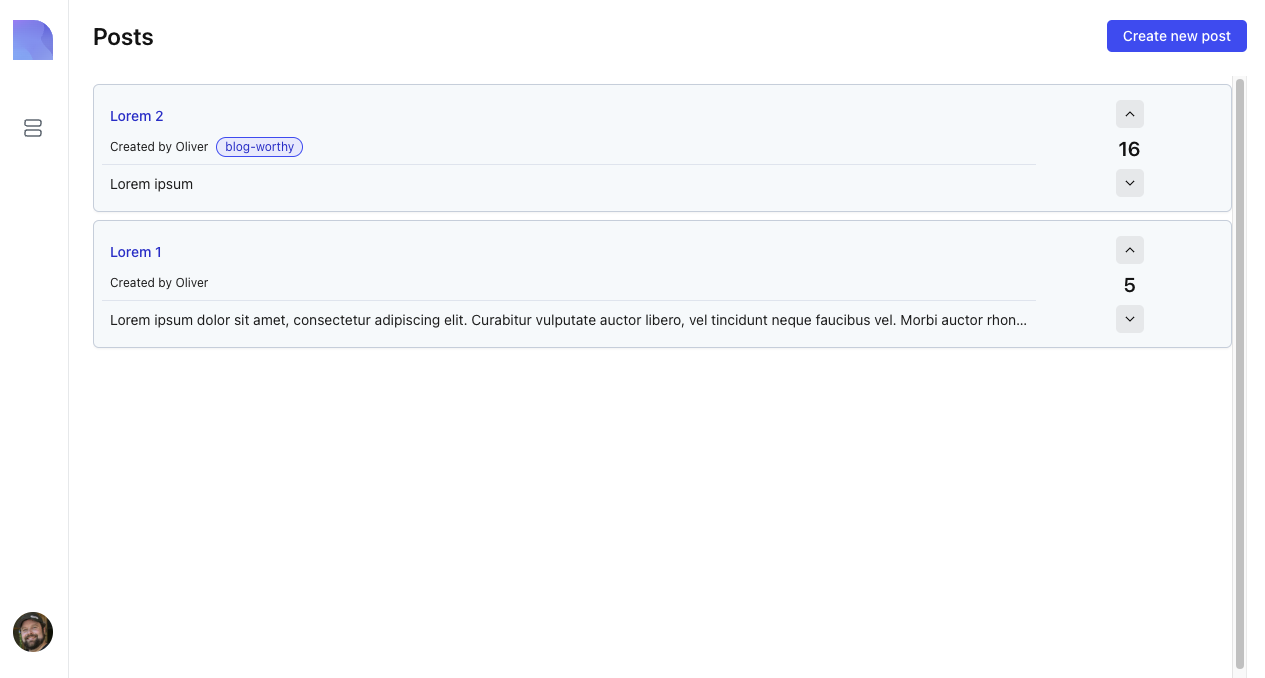 Posts
Create new post
Lorem 2
Created by Oliver blog-worthy
16
Lorem ipsum
Lorem 1
Created by Oliver
5
Lorem ipsum dolor sit amet, consectetur adipiscing elit. Curabitur vulputate auctor libero, vel tincidunt neque faucibus vel. Morbi auctor rhon...